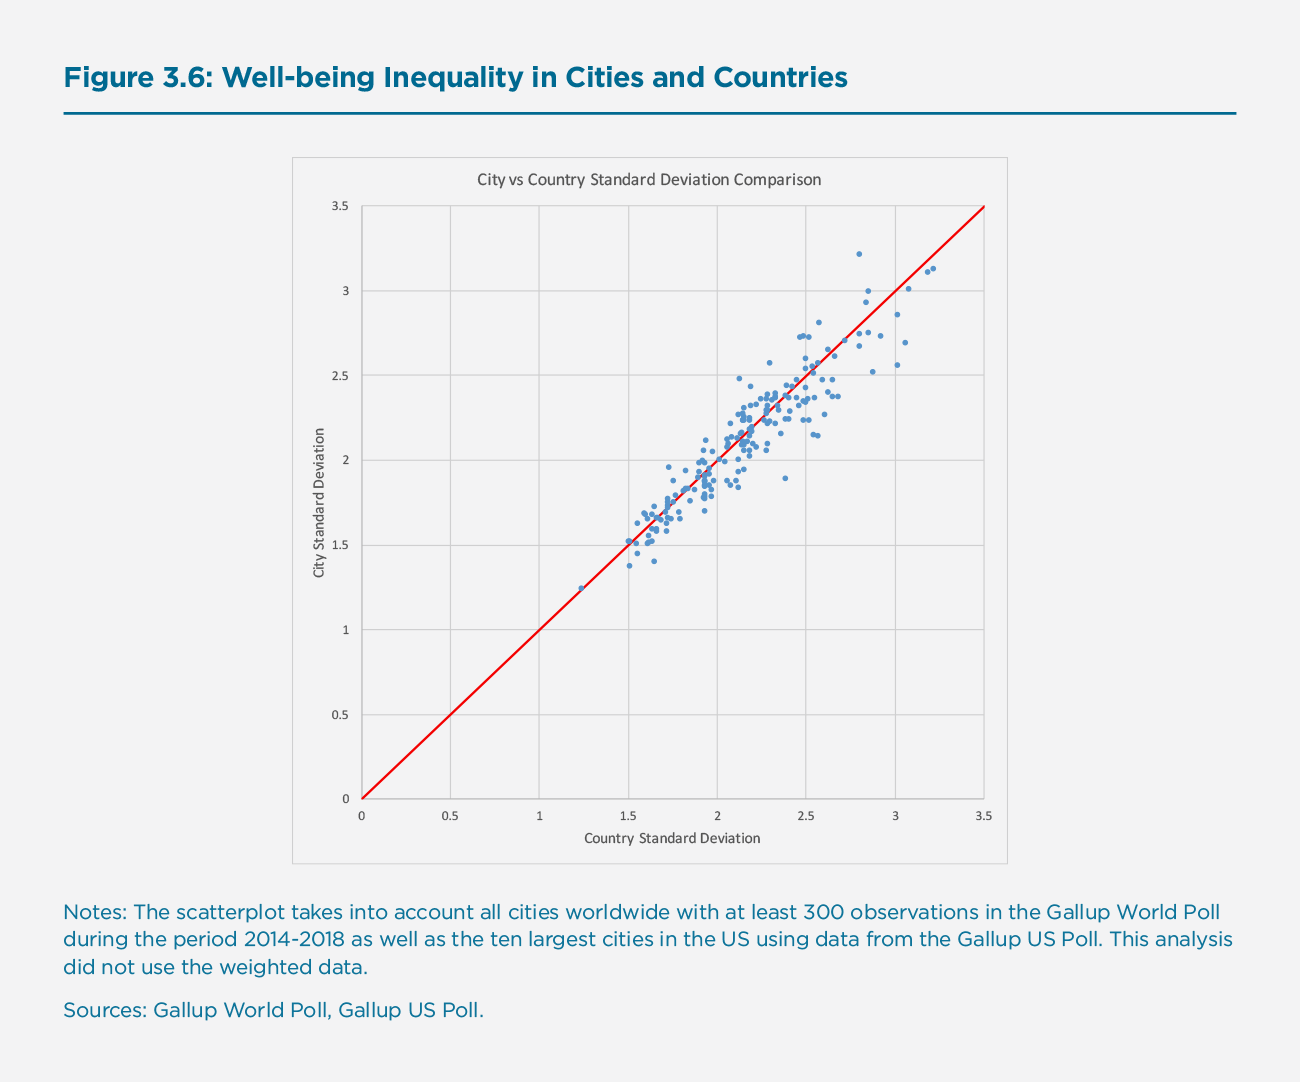 Figure 3.6: Well-being Inequality in Cities and Countries
City vs Country Standard Deviation Comparison
3.5
3
2.5
2
1.5
1
0.5
0
City Standard Deviation
0 0.5 1 1.5 2 2.5 3 3.5
Country Standard Deviation
Notes: The scatterplot takes into account all cities worldwide with at least 300 observations in the Gallup World Poll
during the period 2014-2018 as well as the ten largest cities in the US using data from the Gallup US Poll. This analysis
did not use the weighted data.
Sources: Gallup World Poll, Gallup US Poll.